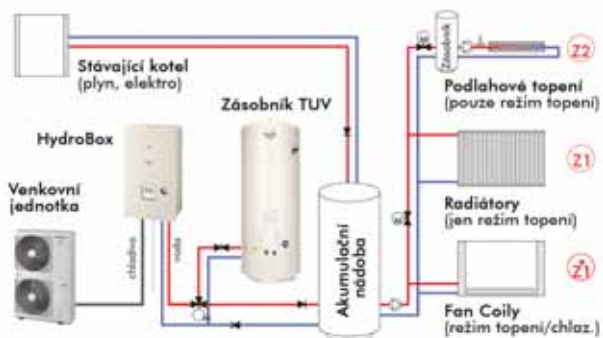 Stávající kotel
(plyn, elektro)
Zásobník TUV
HydroBox
Venkovní
jednotka
chladivo
voda
Akumulační
nádoba
Zásobník
Z2
Podlahové topení
(pouze režim topení)
Z1
Radiátory
(jen režim topení)
Z1
Fan Coily
(režim topení/chlaz.)